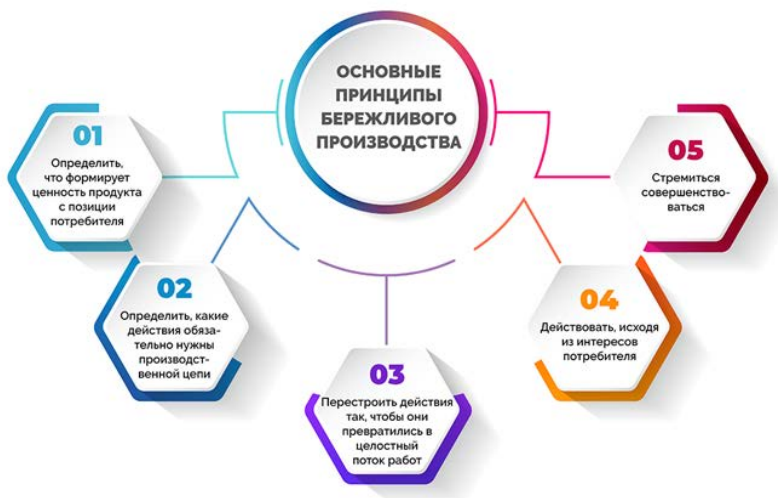 ОСНОВНЫЕ
ПРИНЦИПЫ
БЕРЕЖЛИВОГО
ПРОИЗВОДСТВА
01
Определить,
что формирует
ценность продукта
с позиции
потребителя
02
Определить, какие
действия обяза-
тельно нужны
производст-
венной цепи
03
Перестроить действия
так, чтобы они
превратились в
целостный
поток работ
04
Действовать, исходя
из интересов
потребителя
05
Стремиться
совершенство-
ваться